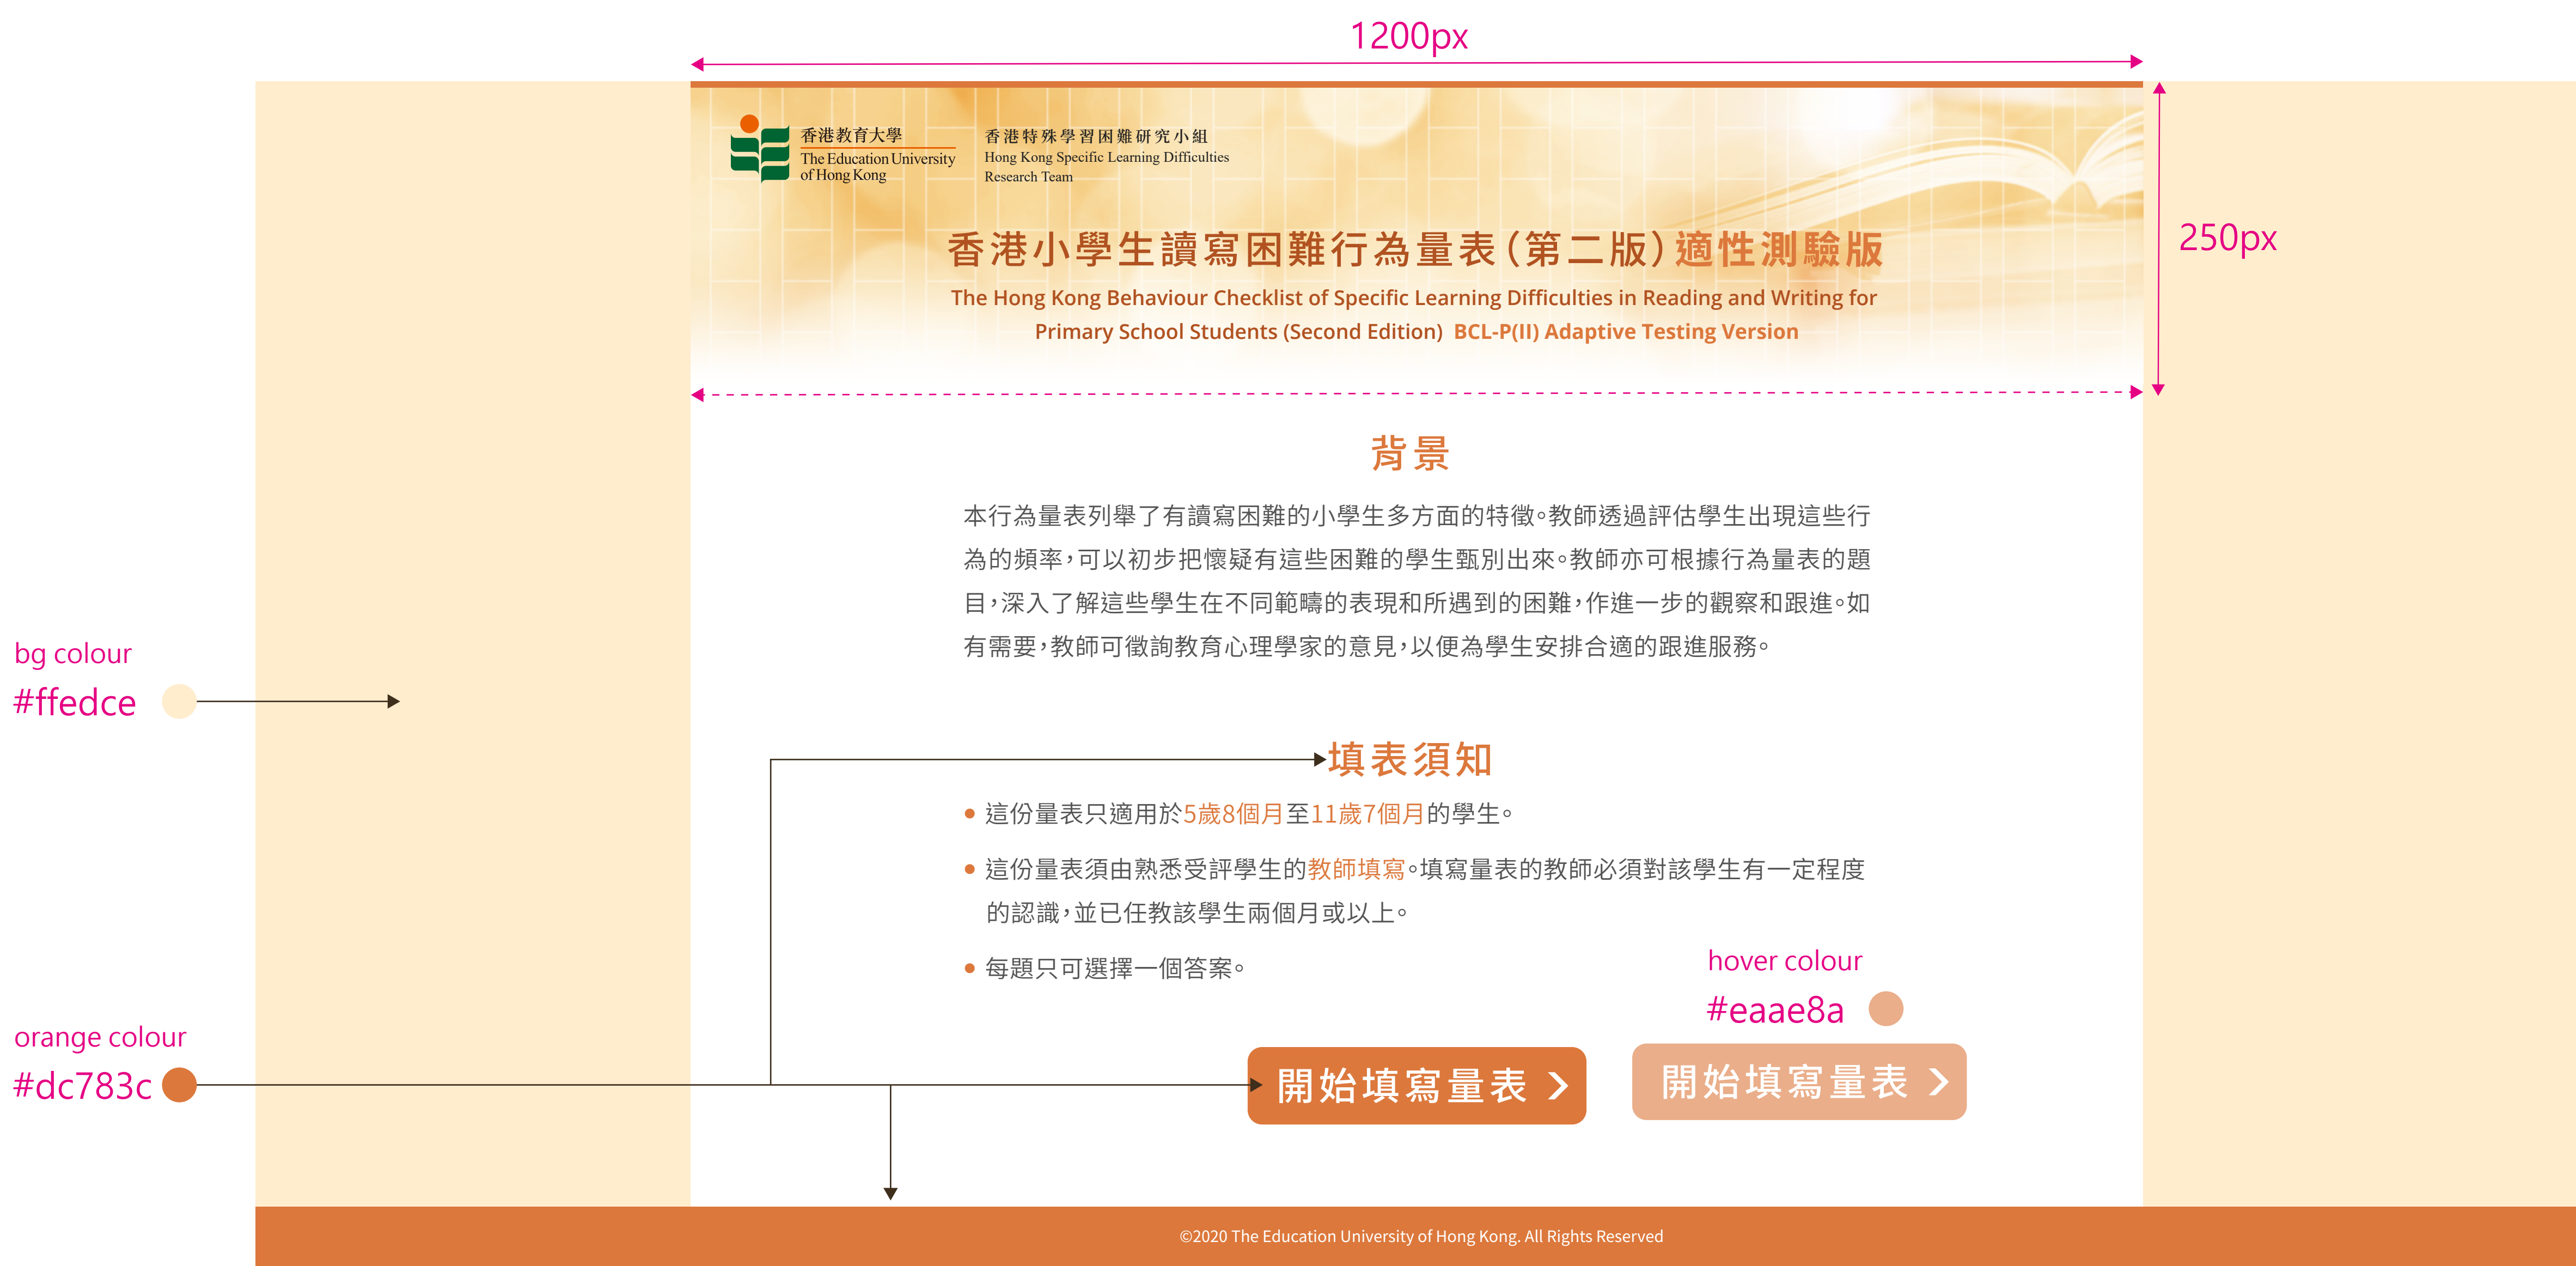 1200px
香港教育大學
The Education University
of Hong Kong
香港特殊學習困難研究小組
Hong Kong Specific Learning Difficulties
Research Team
香港小學生讀寫困難行為量表（第二版）適性測驗版
The Hong Kong Behaviour Checklist of Specific Learning Difficulties in Reading and Writing for
Primary School Students (Second Edition) BCL-P(II) Adaptive Testing Version
250px
背景
本行為量表列舉了有讀寫困難的小學生多方面的特徵。教師透過評估學生出現這些行
為的頻率，可以初步把懷疑有這些困難的學生甄別出來。教師亦可根據行為量表的題
目，深入了解這些學生在不同範疇的表現和所遇到的困難，作進一步的觀察和跟進。如
有需要，教師可徵詢教育心理學家的意見，以便為學生安排合適的跟進服務。
bg colour
#ffedce
填表須知
• 這份量表只適用於5歲8個月至11歲7個月的學生。
• 這份量表須由熟悉受評學生的教師填寫。填寫量表的教師必須對該學生有一定程度
的認識，並已任教該學生兩個月或以上。
• 每題只可選擇一個答案。
hover colour
#eaae8a
orange colour
#dc783c
開始填寫量表
開始填寫量表
©2020 The Education University of Hong Kong. All Rights Reserved